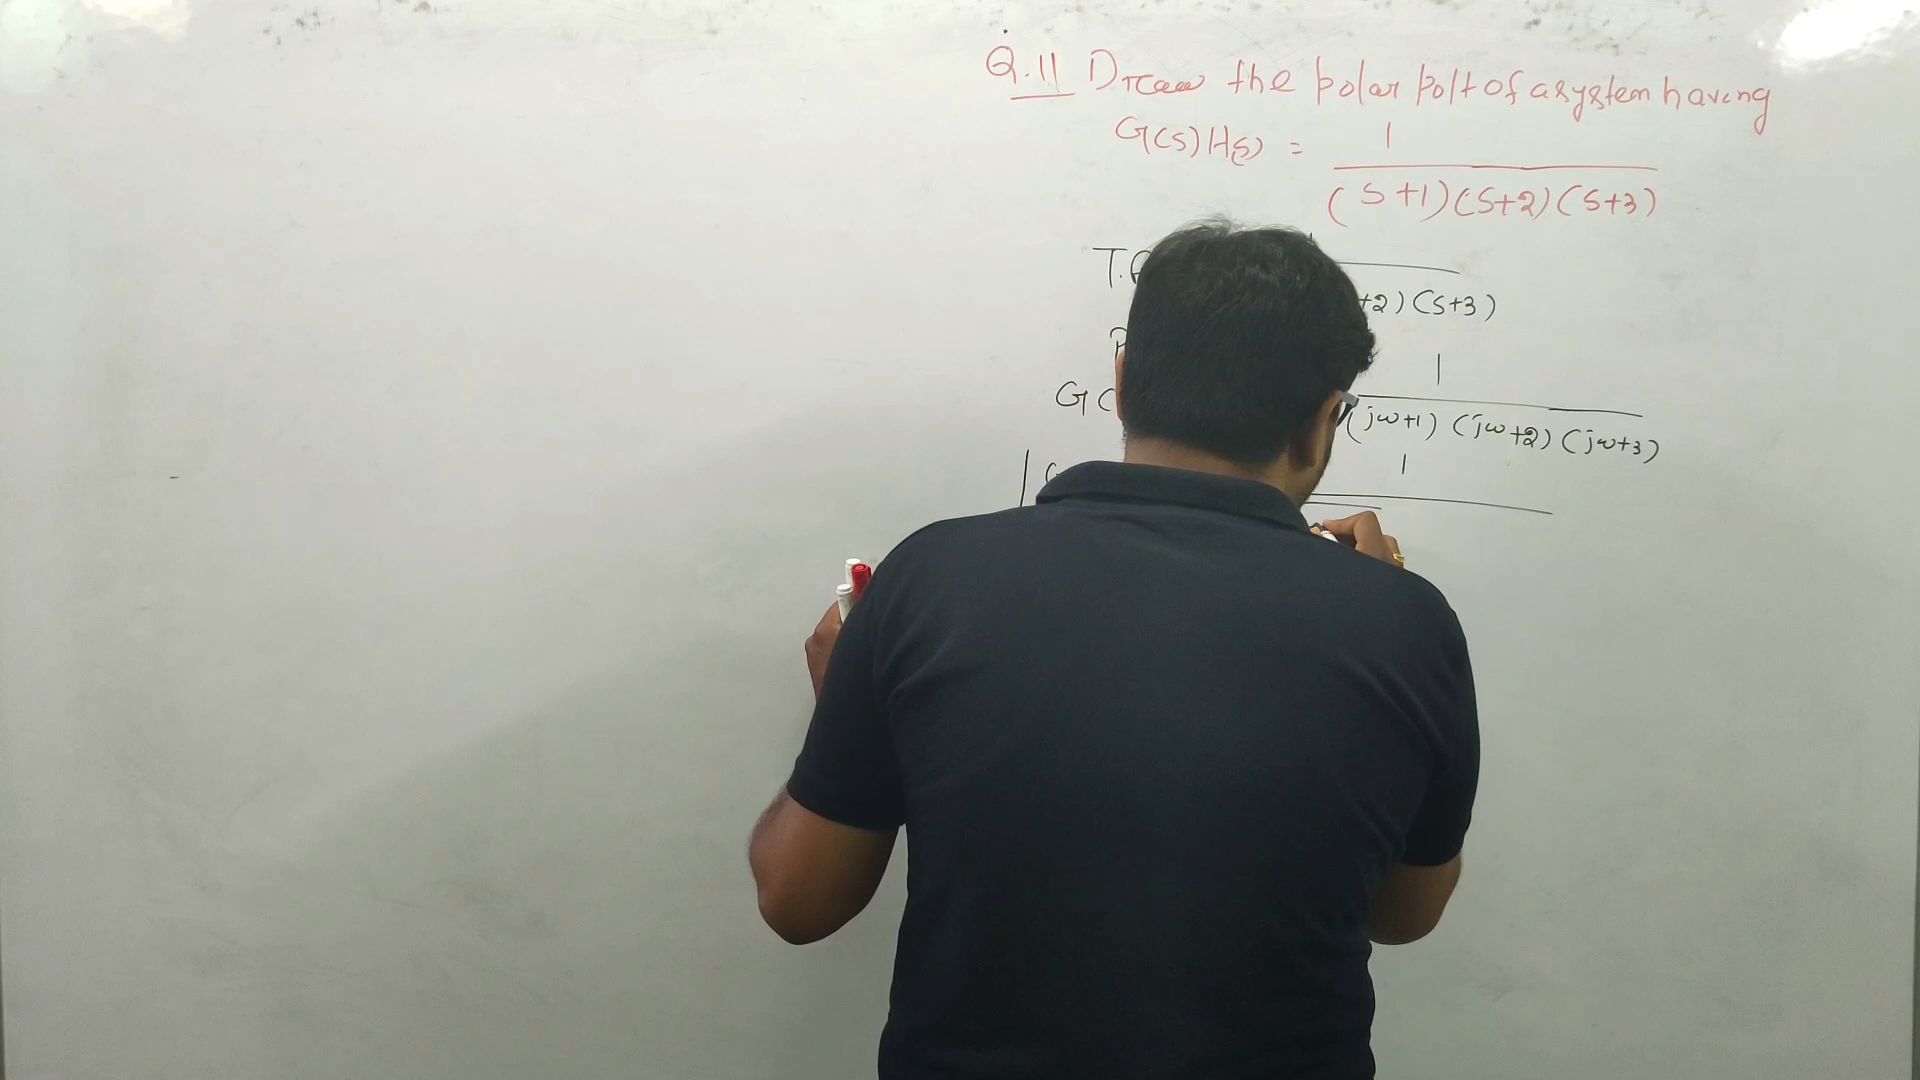 Q.11 Draw the polar polt of a system having
G(s)H(s) = 1
(S+1)(S+2)(S+3)
T.
+2)(S+3)
1
G(
(jω+1) (jω+2) (jω+3)
1
|